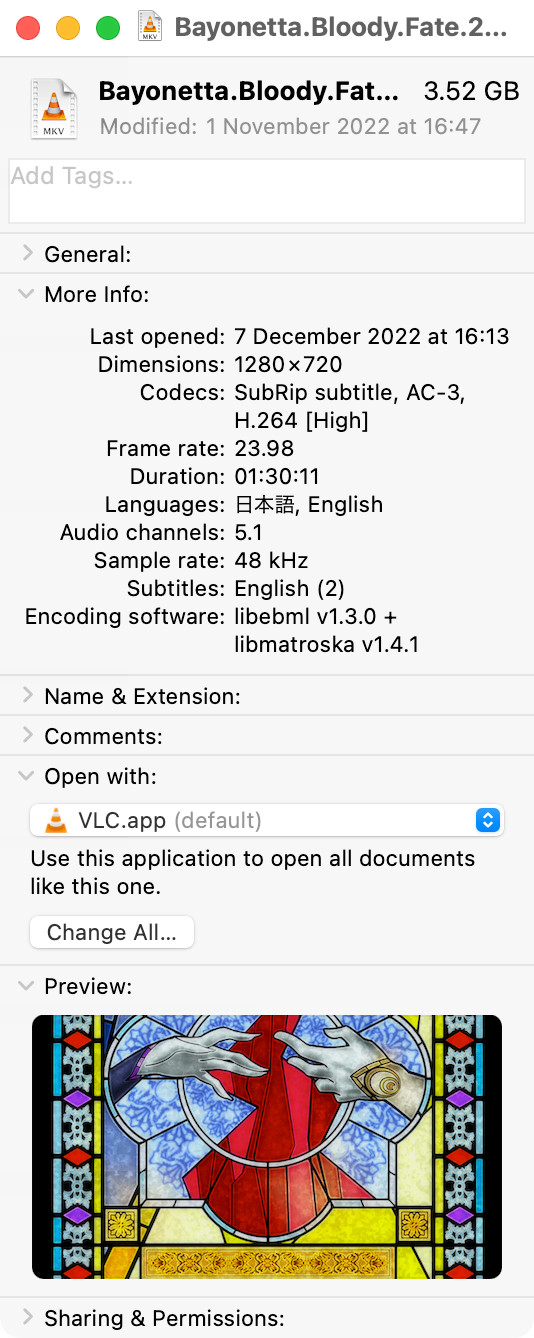 MKV
Bayonetta.Bloody.Fate.2...
MKV
Bayonetta.Bloody.Fat... 3.52 GB
Modified: 1 November 2022 at 16:47
Add Tags...
General:
More Info:
Last opened: 7 December 2022 at 16:13
Dimensions: 1280×720
Codecs: SubRip subtitle, AC-3,
H.264 [High]
Frame rate: 23.98
Duration: 01:30:11
Languages: 日本語, English
Audio channels: 5.1
Sample rate: 48 kHz
Subtitles: English (2)
Encoding software: libebml v1.3.0 +
libmatroska v1.4.1
Name & Extension:
Comments:
Open with:
VLC.app (default)
Use this application to open all documents
like this one.
Change All...
Preview:
Sharing & Permissions: